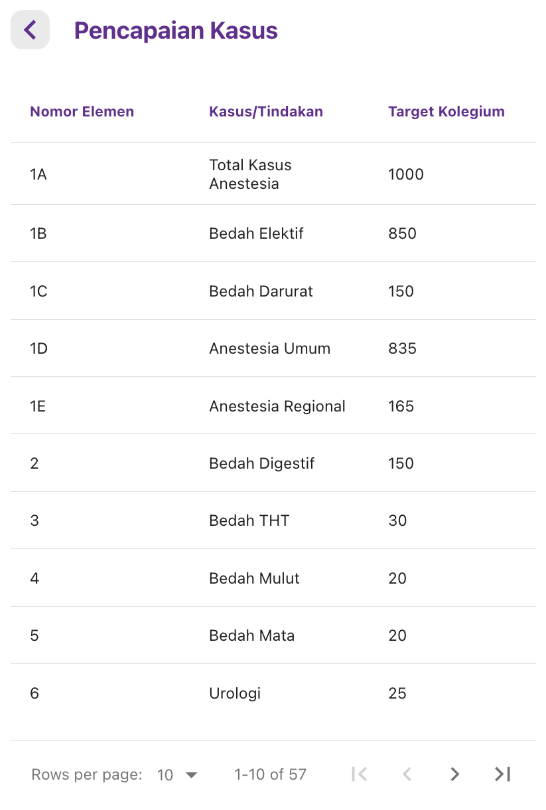 Pencapaian Kasus
Nomor Elemen Kasus/Tindakan Target Kolegium
1A Total Kasus Anestesia 1000
1B Bedah Elektif 850
1C Bedah Darurat 150
1D Anestesia Umum 835
1E Anestesia Regional 165
2 Bedah Digestif 150
3 Bedah THT 30
4 Bedah Mulut 20
5 Bedah Mata 20
6 Urologi 25
Rows per page: 10 1-10 of 57